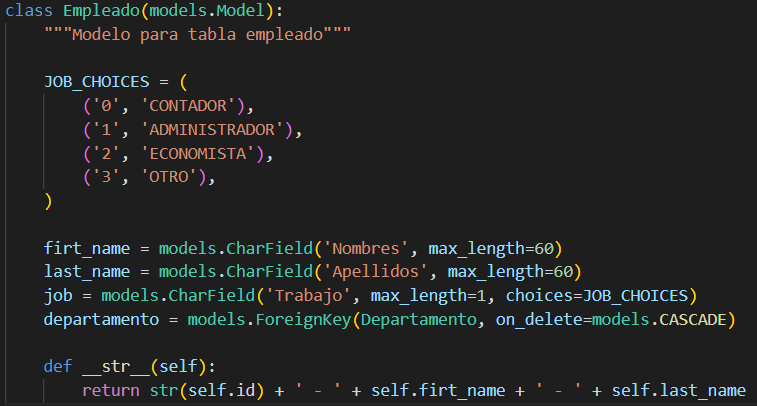 class Empleado(models.Model):
"""Modelo para tabla empleado"""
JOB_CHOICES = (
('0', 'CONTADOR'),
('1', 'ADMINISTRADOR'),
('2', 'ECONOMISTA'),
('3', 'OTRO'),
)
firt_name = models.CharField('Nombres', max_length=60)
last_name = models.CharField('Apellidos', max_length=60)
job = models.CharField('Trabajo', max_length=1, choices=JOB_CHOICES)
departamento = models.ForeignKey(Departamento, on_delete=models.CASCADE)
def __str__(self):
return str(self.id) + ' - ' + self.firt_name + ' - ' + self.last_name